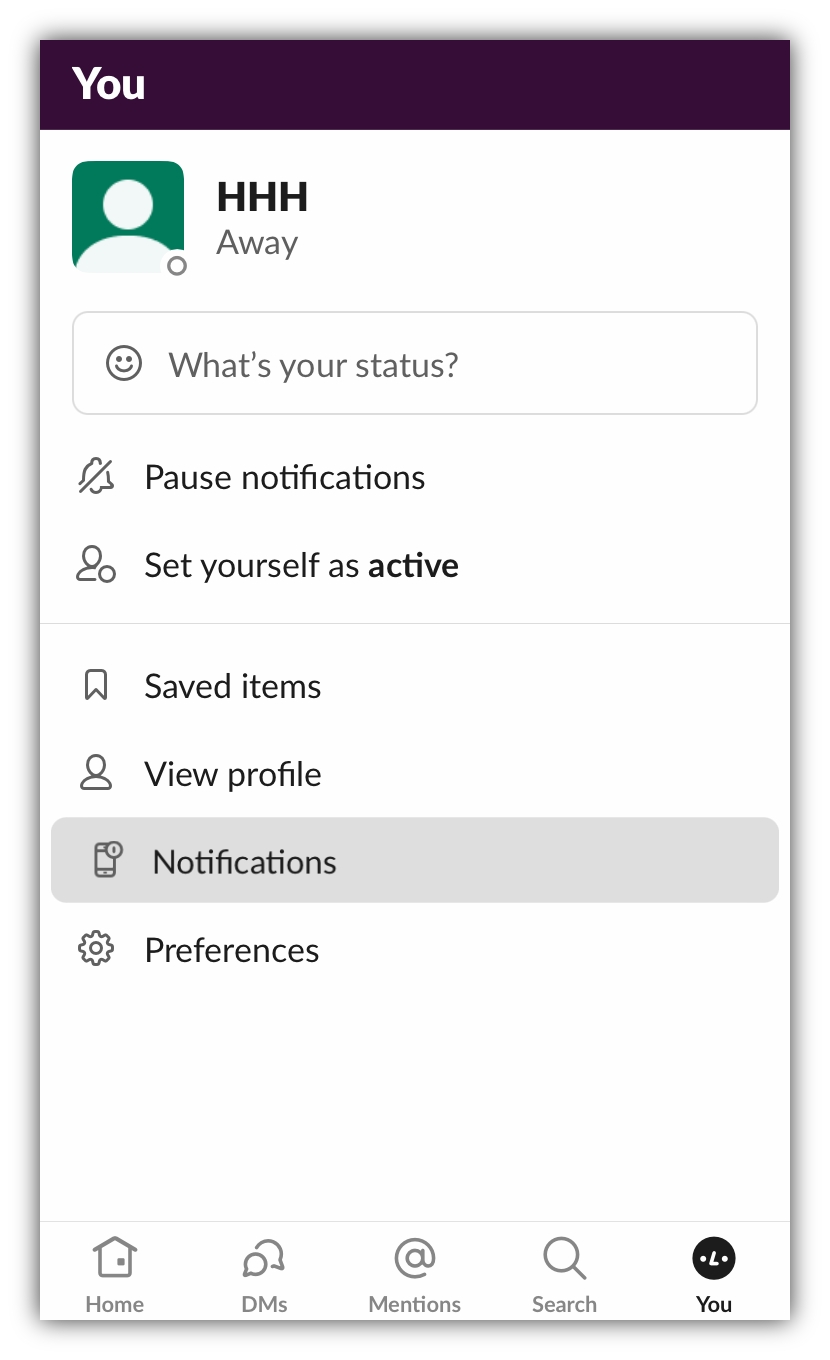 You
HHH
Away
What’s your status?
Pause notifications
Set yourself as active
Saved items
View profile
Notifications
Preferences
Home DMs Mentions Search You